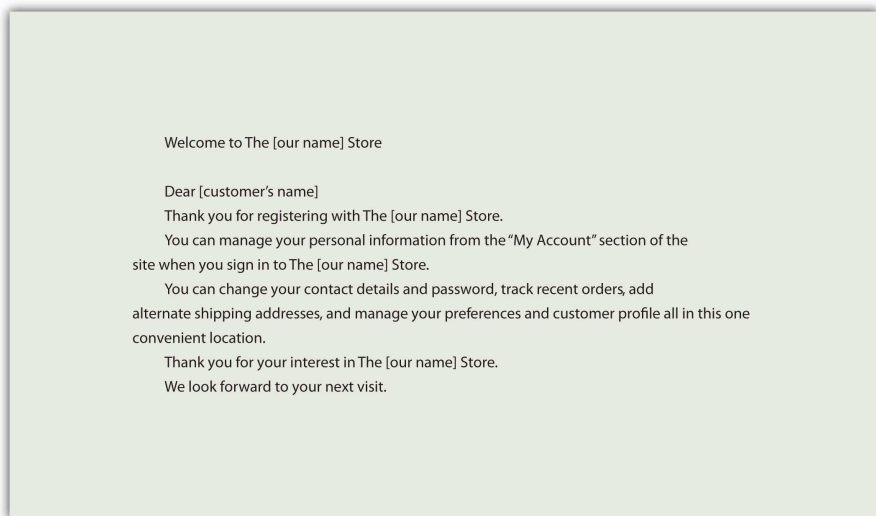 Welcome to The [our name] Store
Dear [customer’s name]
Thank you for registering with The [our name] Store.
You can manage your personal information from the “My Account” section of the
site when you sign in to The [our name] Store.
You can change your contact details and password, track recent orders, add
alternate shipping addresses, and manage your preferences and customer profile all in this one
convenient location.
Thank you for your interest in The [our name] Store.
We look forward to your next visit.